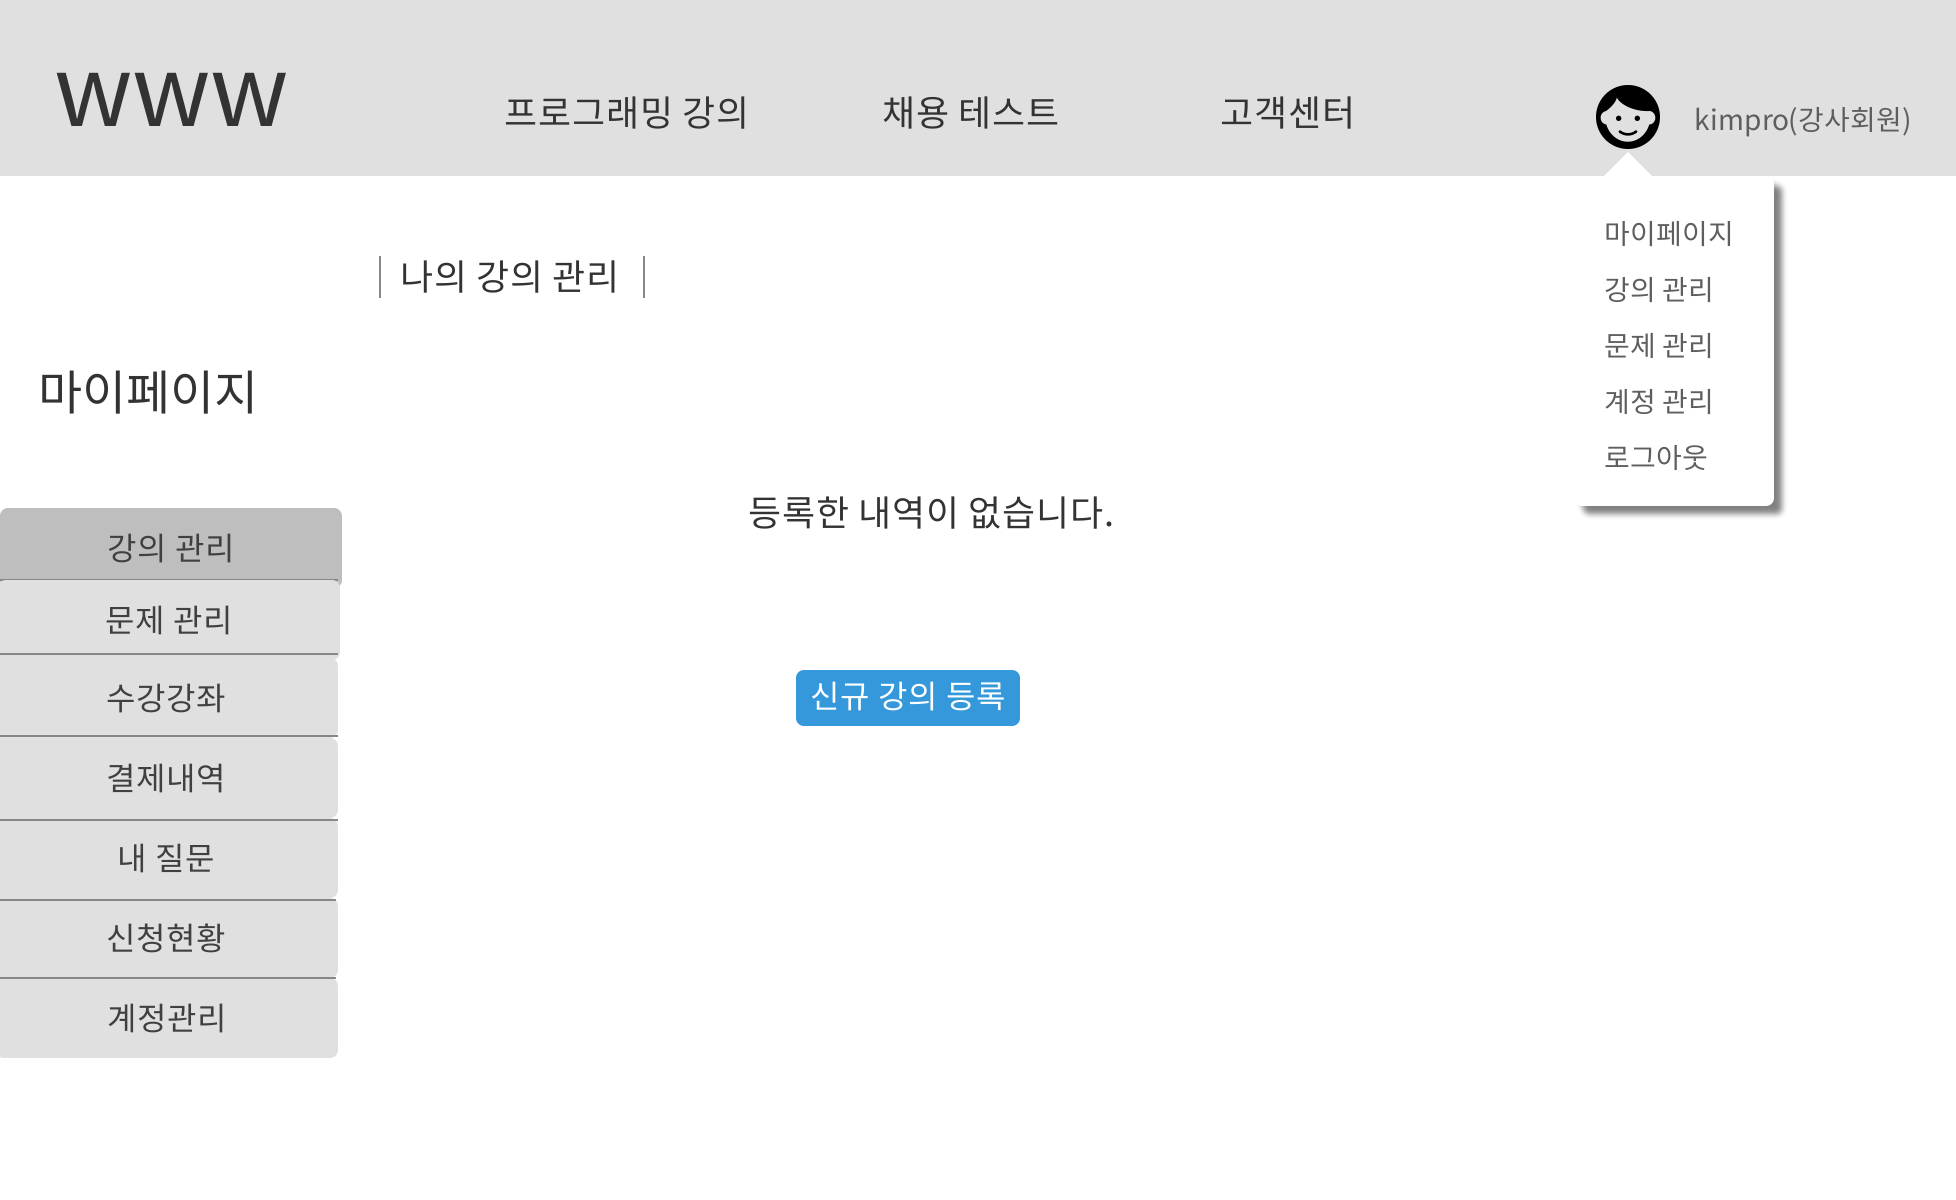 WWW
프로그래밍 강의
채용 테스트
고객센터
kimpro(강사회원)
마이페이지
강의 관리
문제 관리
계정 관리
로그아웃
나의 강의 관리
마이페이지
강의 관리
문제 관리
수강강좌
결제내역
내 질문
신청현황
계정관리
등록한 내역이 없습니다.
신규 강의 등록